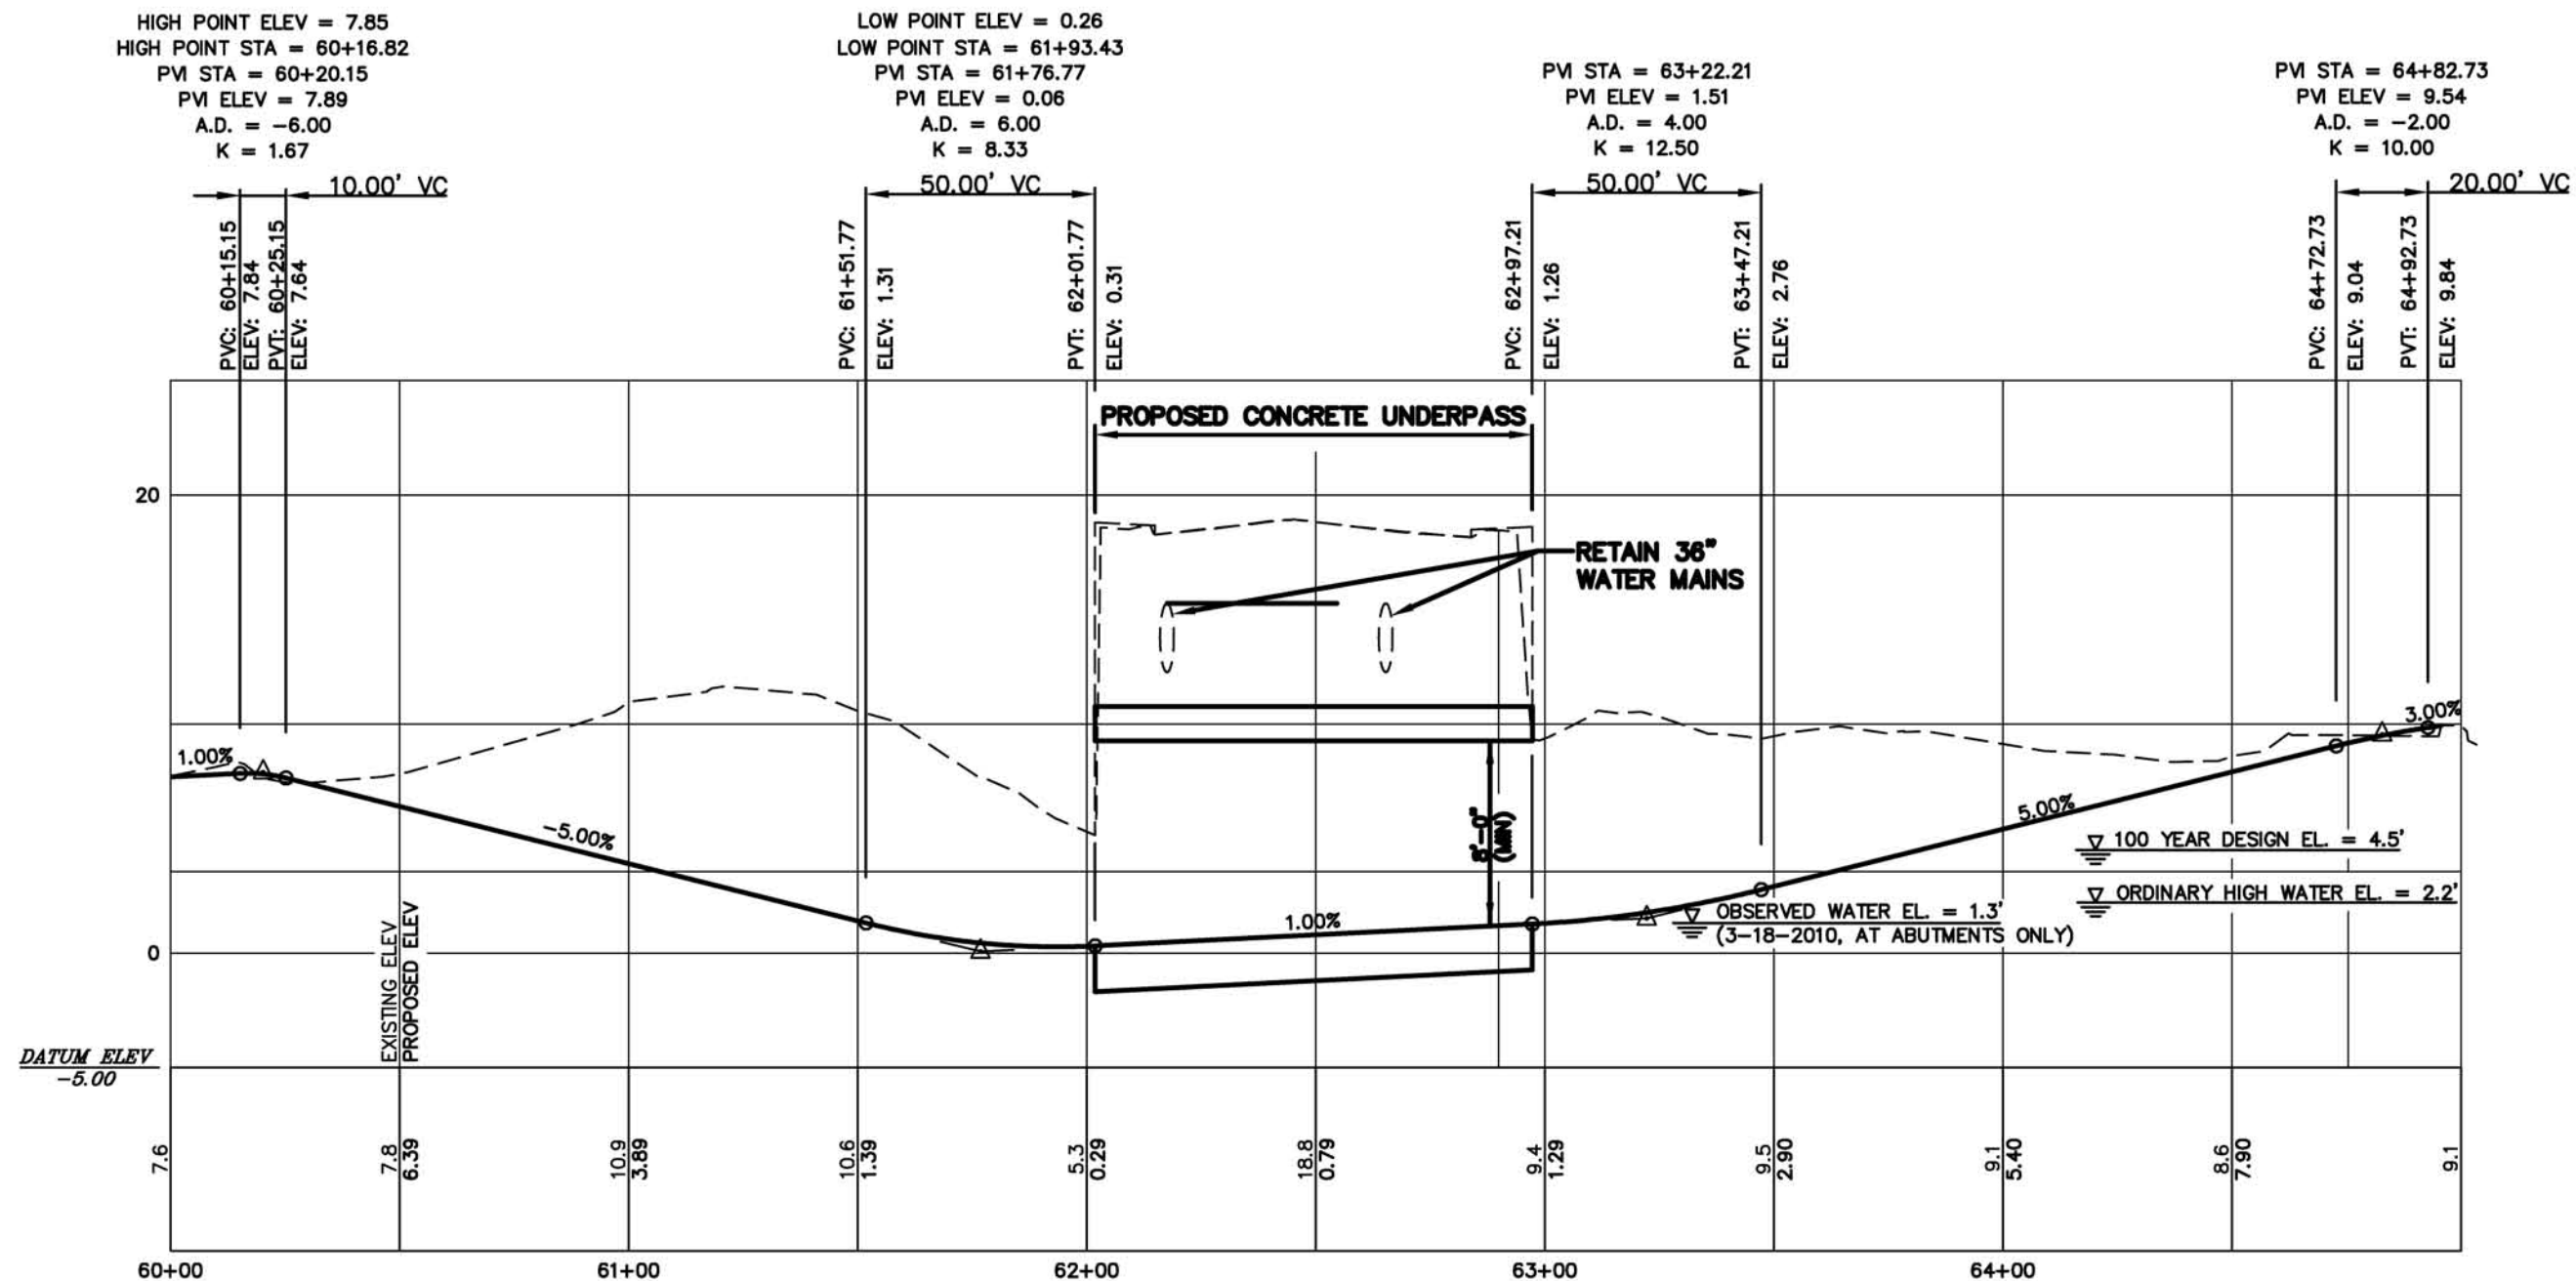 HIGH POINT ELEV = 7.85
HIGH POINT STA = 60+16.82
PVI STA = 60+20.15
PVI ELEV = 7.89
A.D. = -6.00
K = 1.67
10.00' VC
LOW POINT ELEV = 0.26
LOW POINT STA = 61+93.43
PVI STA = 61+76.77
PVI ELEV = 0.06
A.D. = 6.00
K = 8.33
50.00' VC
PVI STA = 63+22.21
PVI ELEV = 1.51
A.D. = 4.00
K = 12.50
50.00' VC
PVI STA = 64+82.73
PVI ELEV = 9.54
A.D. = -2.00
K = 10.00
20.00' VC
PVC: 60+15.15
ELEV: 7.84
PVT: 60+25.15
ELEV: 7.64
PVC: 61+51.77
ELEV: 1.31
PVT: 62+01.77
ELEV: 0.31
PVC: 62+97.21
ELEV: 1.26
PVT: 63+47.21
ELEV: 2.76
PVC: 64+72.73
ELEV: 9.04
PVT: 64+92.73
ELEV: 9.84
PROPOSED CONCRETE UNDERPASS
20
RETAIN 36"
WATER MAINS
1.00%
-5.00%
8'-0"
(MIN)
1.00%
5.00%
3.00%
100 YEAR DESIGN EL. = 4.5'
ORDINARY HIGH WATER EL. = 2.2'
OBSERVED WATER EL. = 1.3'
(3-18-2010, AT ABUTMENTS ONLY)
0
EXISTING ELEV
PROPOSED ELEV
DATUM ELEV
-5.00
7.6
7.8
6.39
10.9
3.89
10.6
1.39
5.3
0.29
18.8
0.79
9.4
1.29
9.5
2.90
9.1
5.40
8.6
7.90
9.1
60+00
61+00
62+00
63+00
64+00